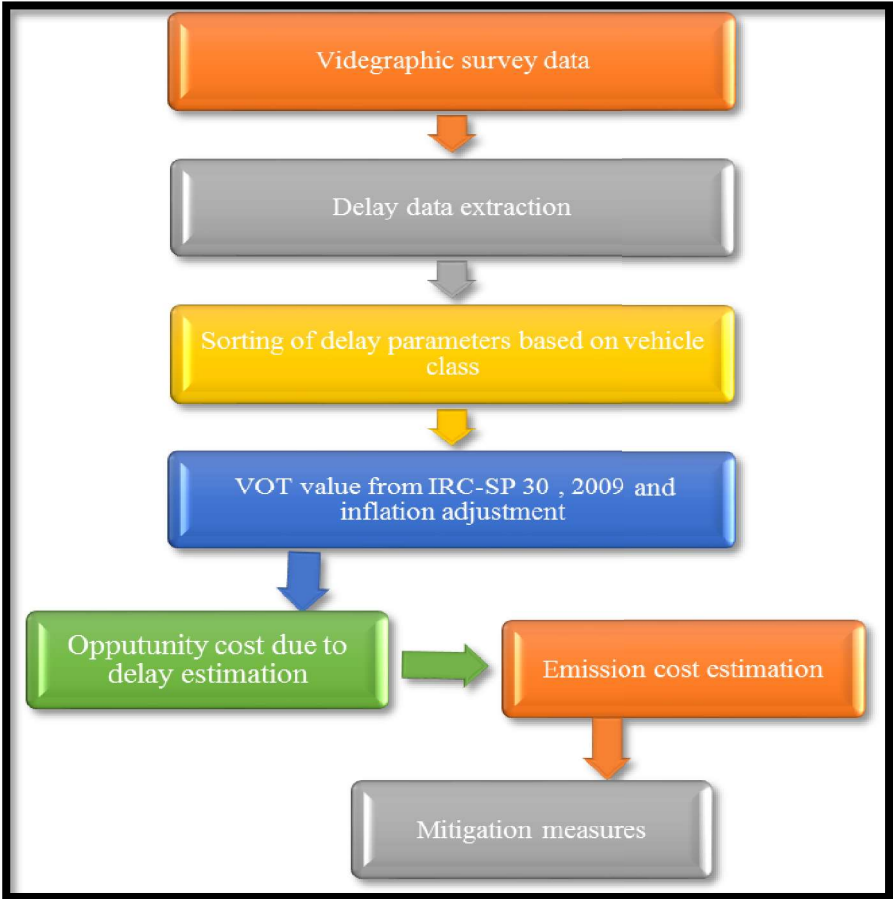 Videgraphic survey data
Delay data extraction
Sorting of delay parameters based on vehicle
class
VOT value from IRC-SP 30 , 2009 and
inflation adjustment
Opputunity cost due to
delay estimation
Emission cost estimation
Mitigation measures